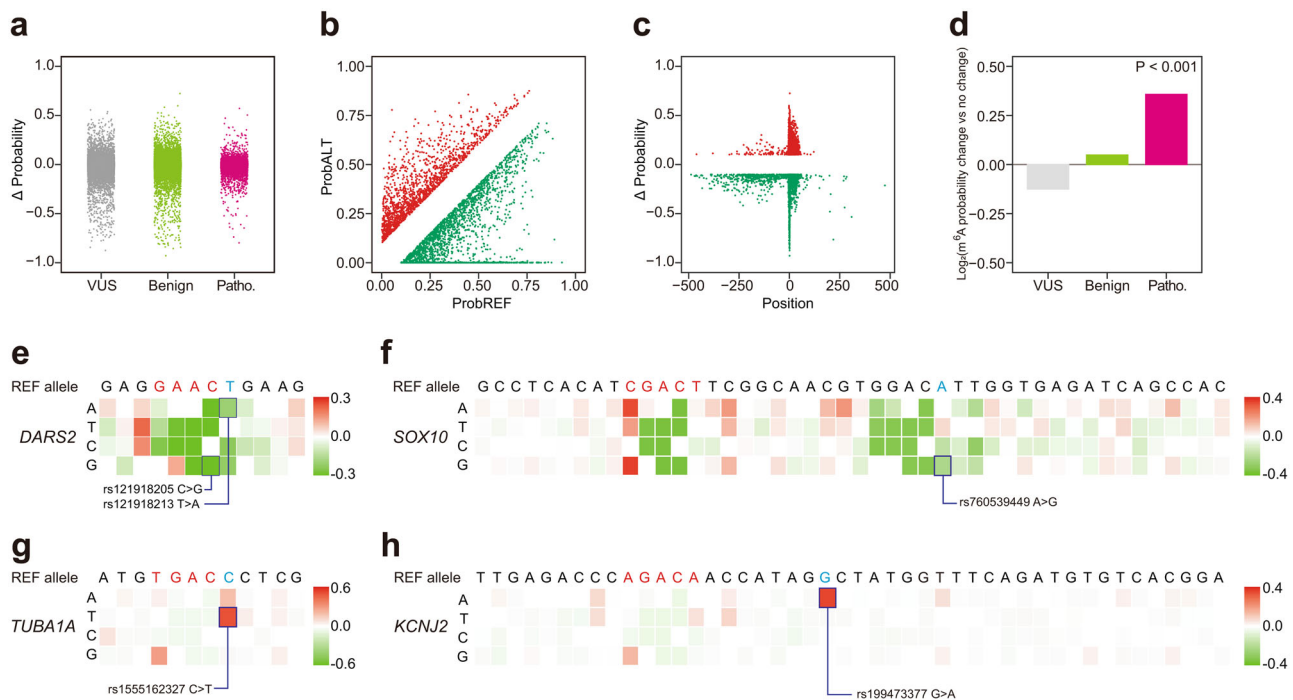 a
Δ Probability
1.0
0.5
0.0
−0.5
−1.0
VUS Benign Patho.
b
ProbALT
1.00
0.75
0.50
0.25
0.00
0.00 0.25 0.50 0.75 1.00
ProbREF
c
Δ Probability
1.0
0.5
0.0
−0.5
−1.0
−500 −250 0 250 500
Position
d
Log₂(m⁶A probability change vs no change)
0.50
0.25
0.00
−0.25
−0.50
P < 0.001
VUS Benign Patho.
e
REF allele G A G G A A C T G A A G
DARS2
A
T
C
G
0.3
0.0
-0.3
rs121918205 C>G
rs121918213 T>A
f
REF allele G C C T C A C A T C G A C T T C G G C A A C G T G G A C A T T G G T G A G A T C A G C C A C
SOX10
A
T
C
G
0.4
0.0
-0.4
rs760539449 A>G
g
REF allele A T G T G A C C C T C G
TUBA1A
A
T
C
G
0.6
0.0
-0.6
rs1555162327 C>T
h
REF allele T T G A G A C C C A G A C A A C C A T A G G C T A T G G T T T C A G A T G T G T C A C G G A
KCNJ2
A
T
C
G
0.4
0.0
-0.4
rs199473377 G>A